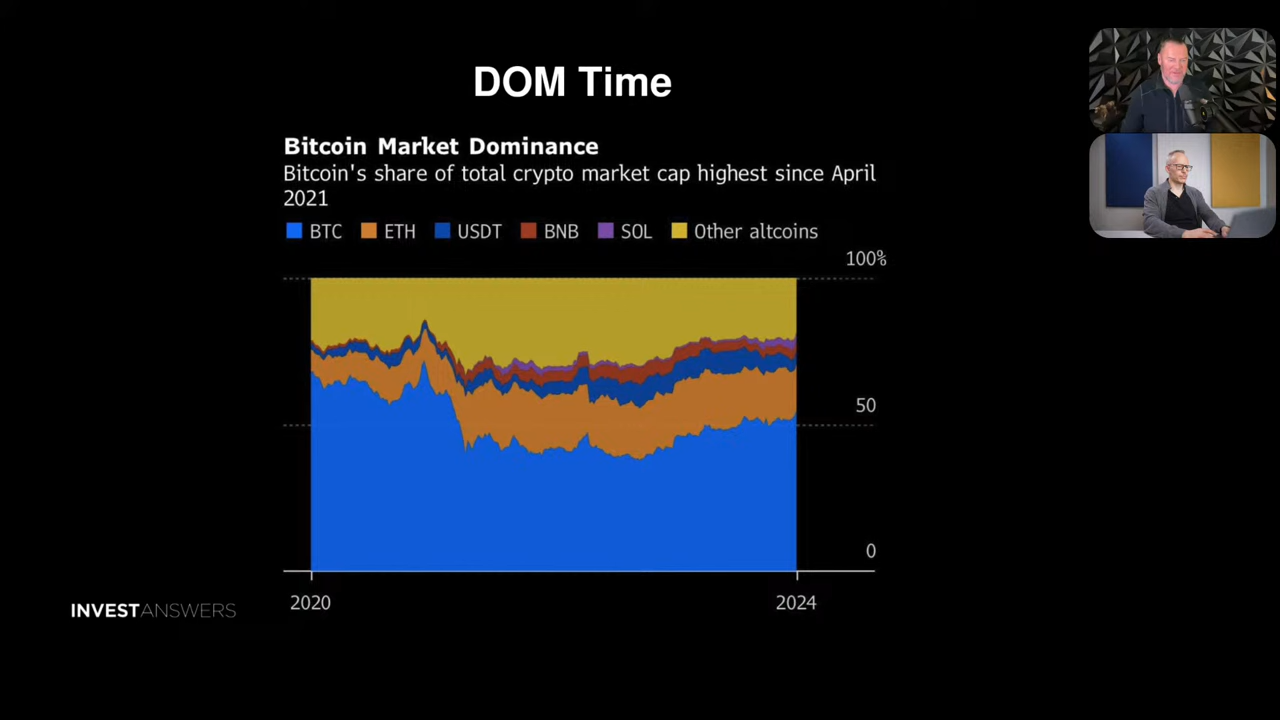 DOM Time
Bitcoin Market Dominance
Bitcoin's share of total crypto market cap highest since April
2021
BTC ETH USDT BNB SOL Other altcoins
100%
50
0
2020 2024
INVESTANSWERS